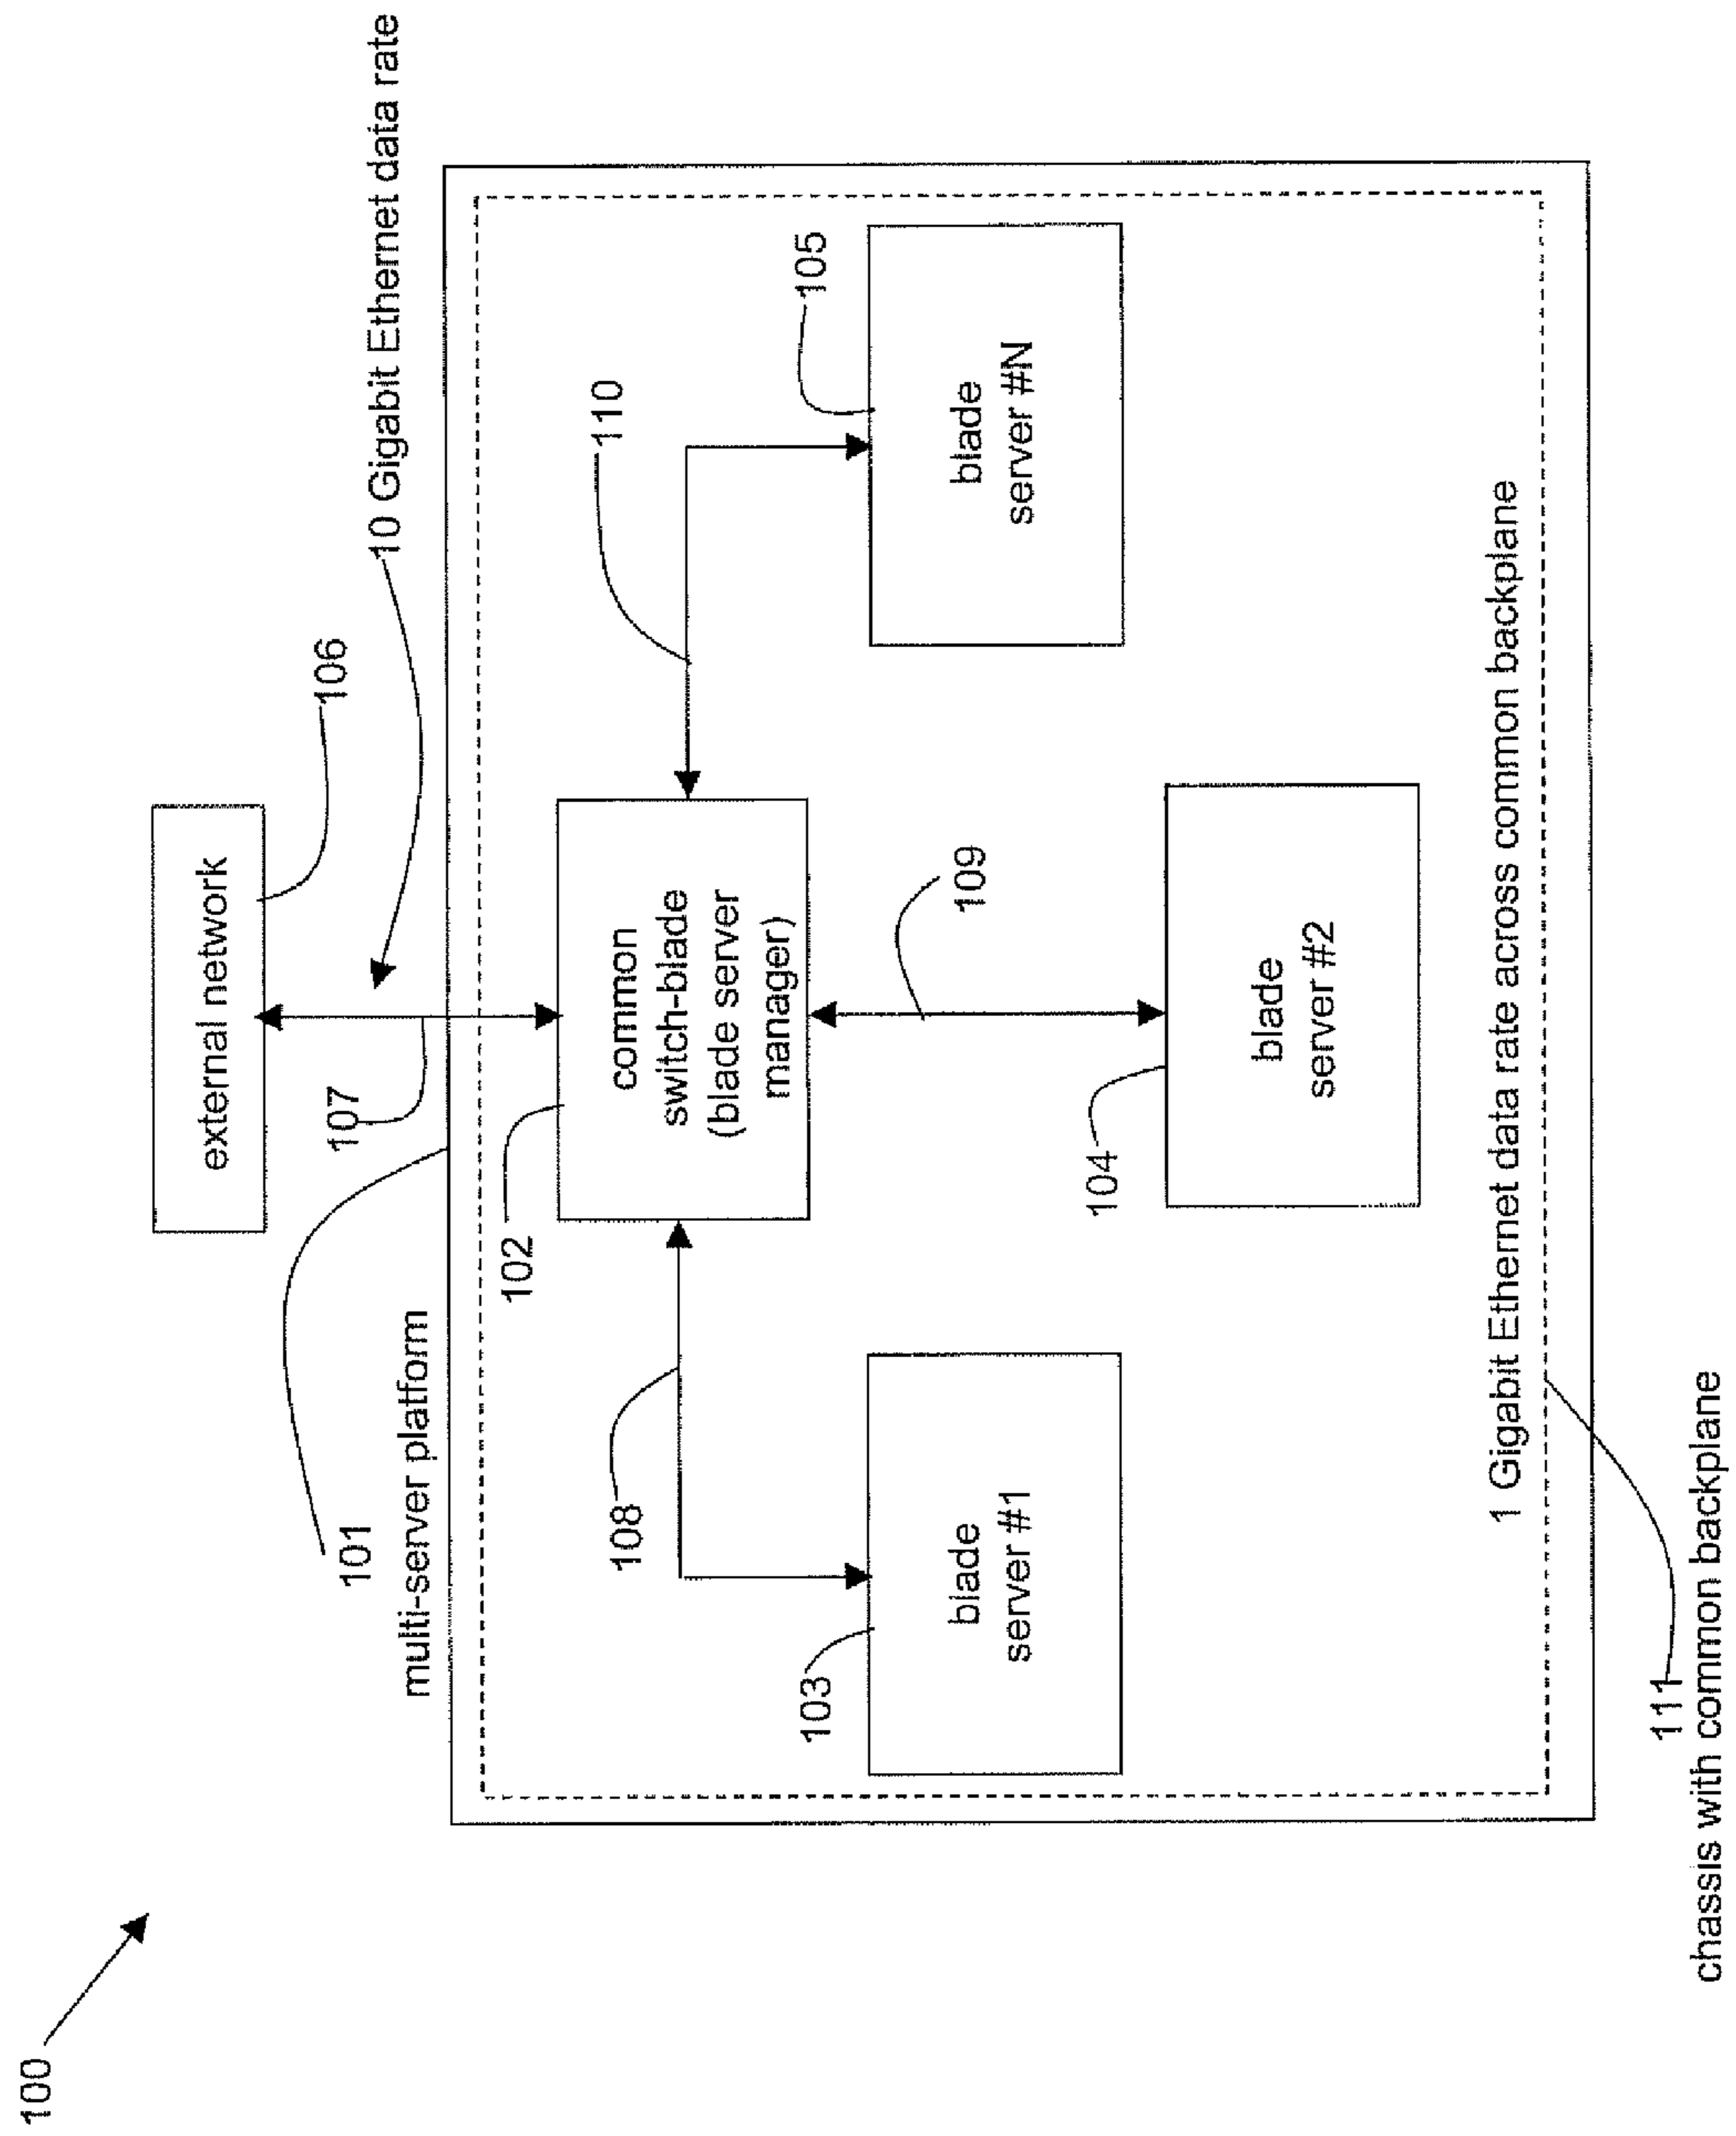 100
external network
106
107
10 Gigabit Ethernet data rate
101
multi-server platform
102
common
switch-blade
(blade server
manager)
108
110
109
103
blade
server #1
104
blade
server #2
105
blade
server #N
1 Gigabit Ethernet data rate across common backplane
111
chassis with common backplane